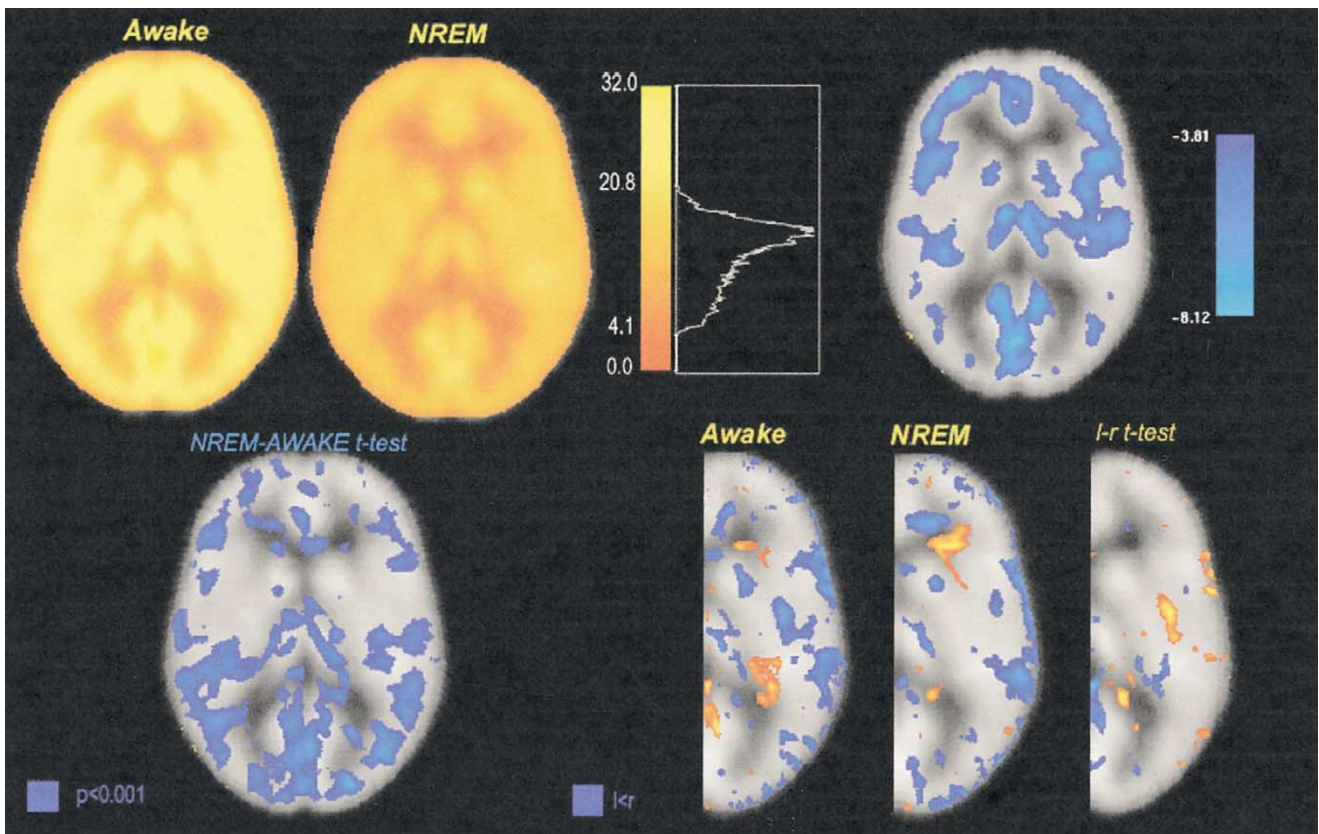 Awake
NREM
32.0
20.8
4.1
0.0
-3.81
-8.12
NREM-AWAKE t-test
p<0.001
Awake
NREM
l-r t-test
l<r